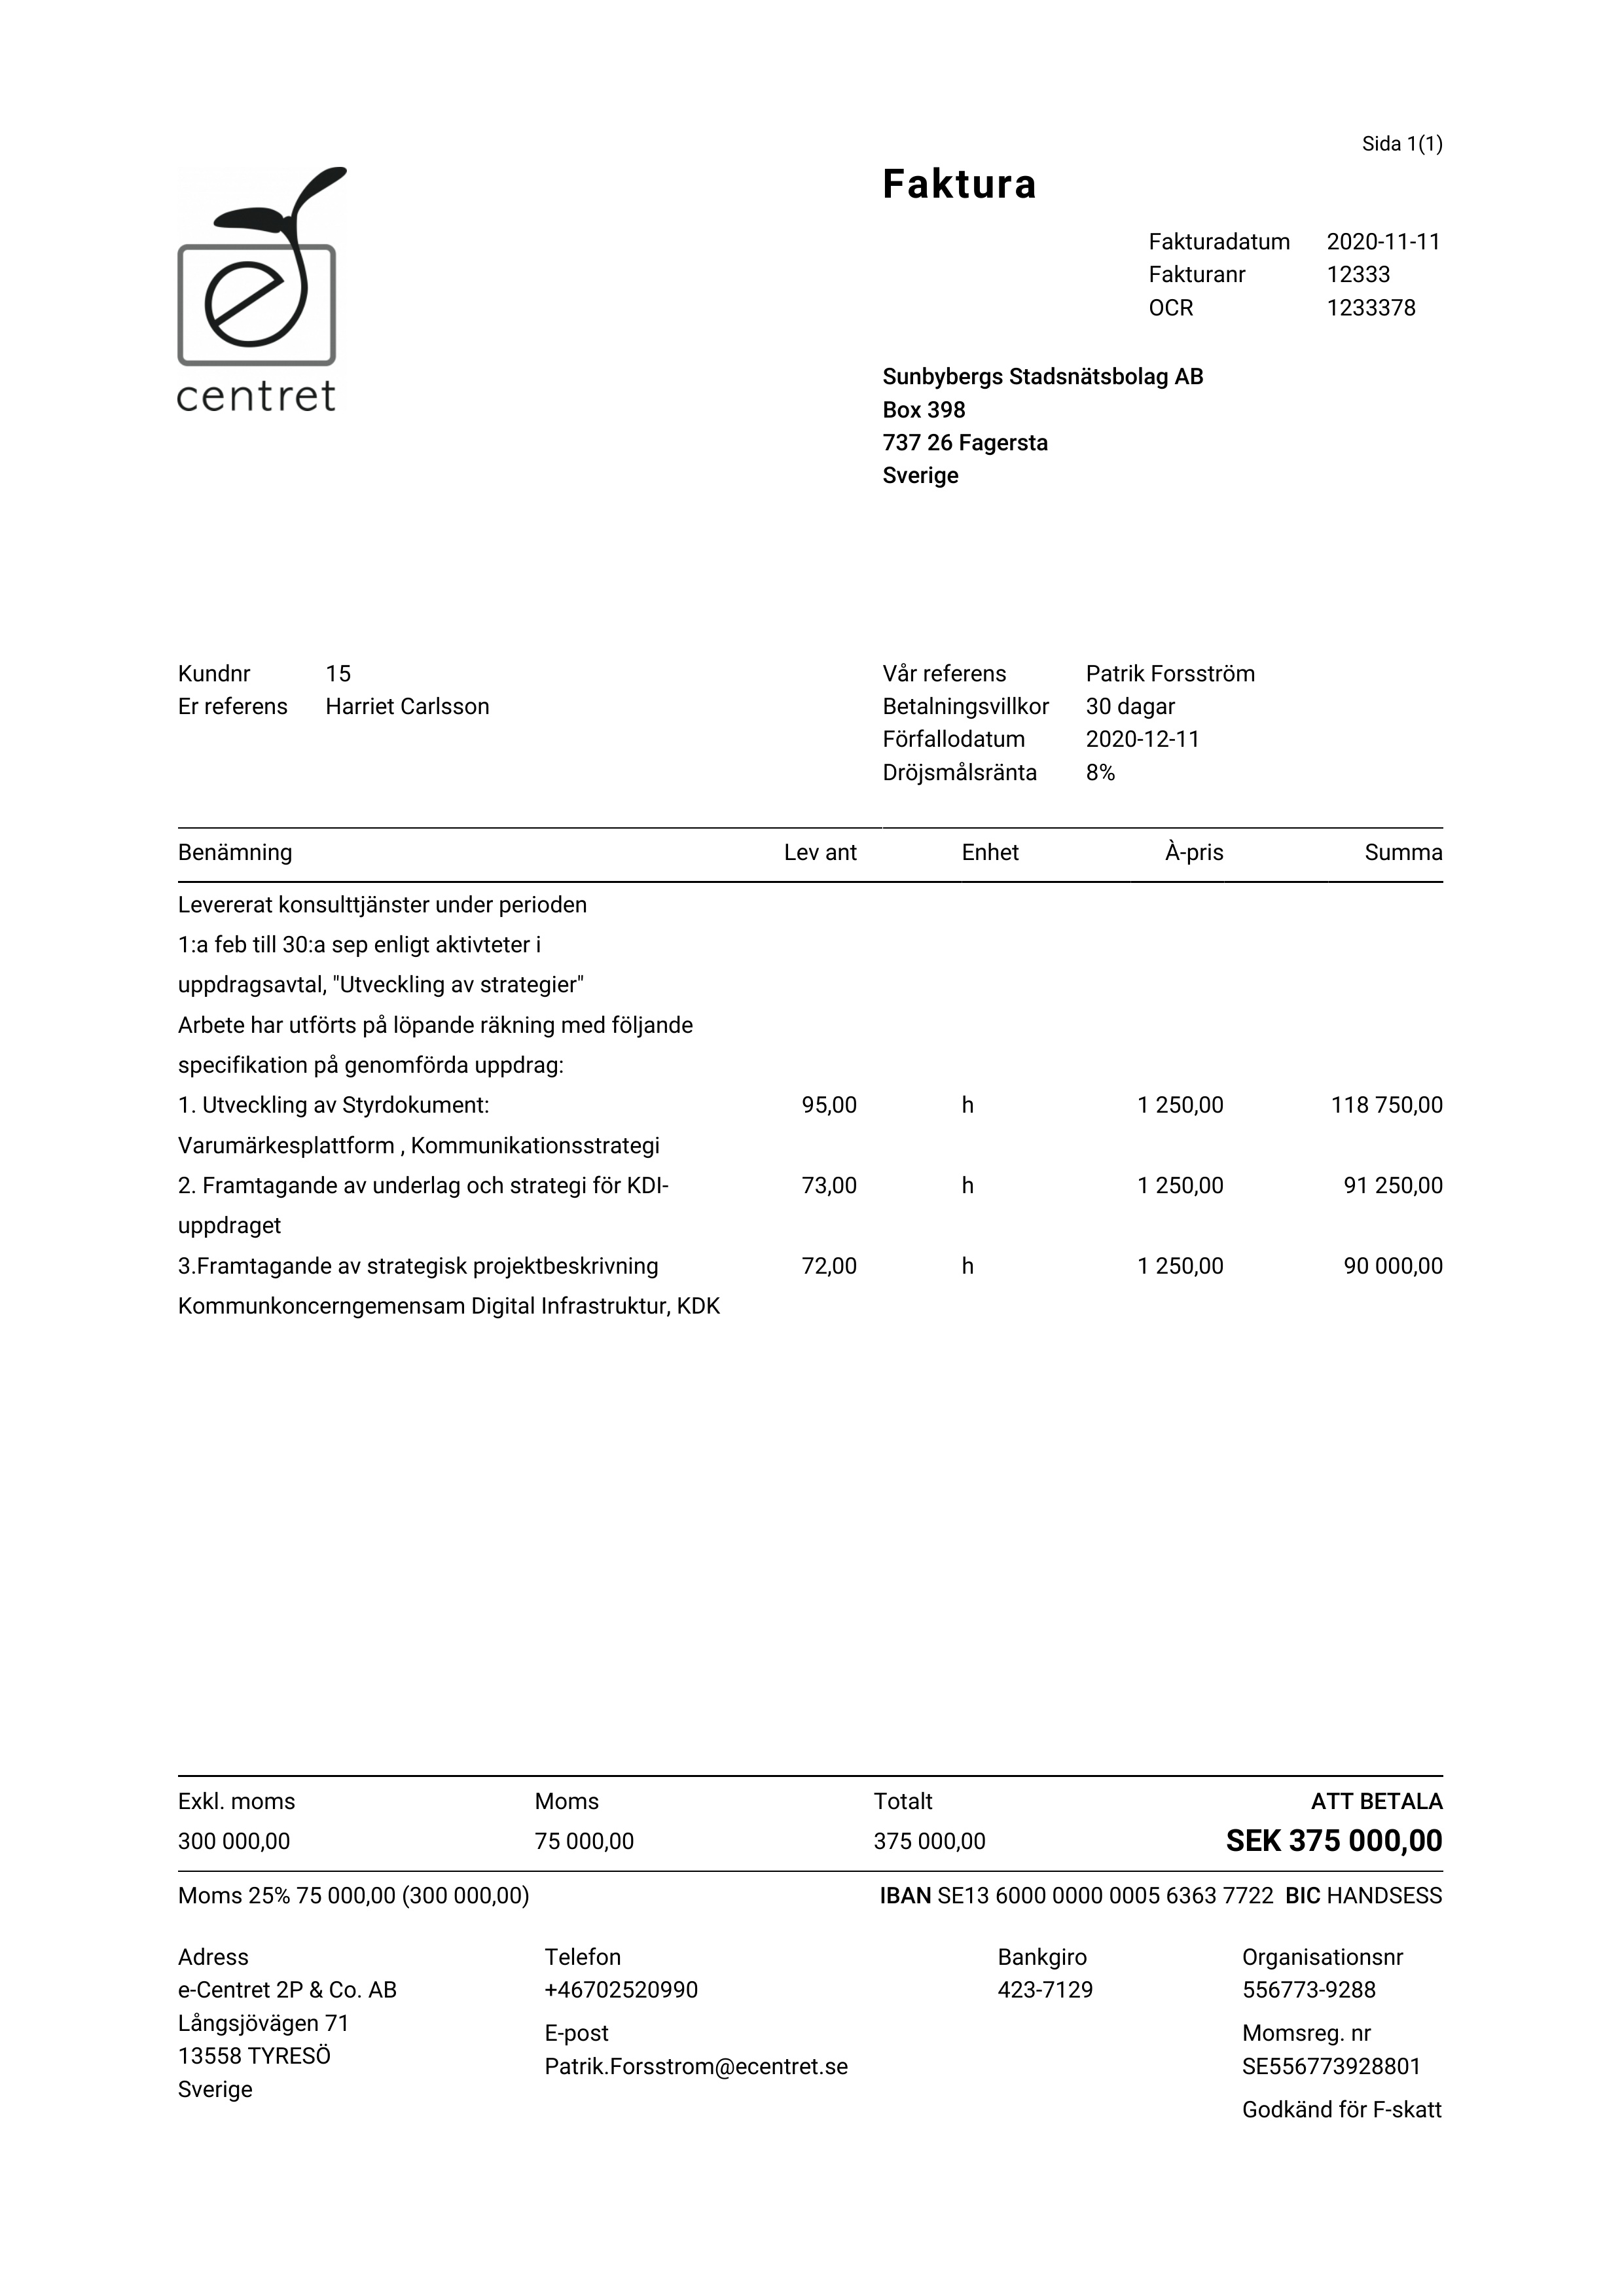 Sida 1(1)
e
centret
Faktura
Fakturadatum 2020-11-11
Fakturanr 12333
OCR 1233378
Sunbybergs Stadsnätsbolag AB
Box 398
737 26 Fagersta
Sverige
Kundnr 15
Er referens Harriet Carlsson
Vår referens Patrik Forsström
Betalningsvillkor 30 dagar
Förfallodatum 2020-12-11
Dröjsmålsränta 8%
Benämning Lev ant Enhet À-pris Summa
Levererat konsulttjänster under perioden
1:a feb till 30:a sep enligt aktivteter i
uppdragsavtal, "Utveckling av strategier"
Arbete har utförts på löpande räkning med följande
specifikation på genomförda uppdrag:
1. Utveckling av Styrdokument: 95,00 h 1 250,00 118 750,00
Varumärkesplattform , Kommunikationsstrategi
2. Framtagande av underlag och strategi för KDI- 73,00 h 1 250,00 91 250,00
uppdraget
3.Framtagande av strategisk projektbeskrivning 72,00 h 1 250,00 90 000,00
Kommunkoncerngemensam Digital Infrastruktur, KDK
Exkl. moms Moms Totalt ATT BETALA
300 000,00 75 000,00 375 000,00 SEK 375 000,00
Moms 25% 75 000,00 (300 000,00) IBAN SE13 6000 0000 0005 6363 7722 BIC HANDSESS
Adress
e-Centret 2P & Co. AB
Långsjövägen 71
13558 TYRESÖ
Sverige
Telefon
+46702520990
E-post
Patrik.Forsstrom@ecentret.se
Bankgiro
423-7129
Organisationsnr
556773-9288
Momsreg. nr
SE556773928801
Godkänd för F-skatt